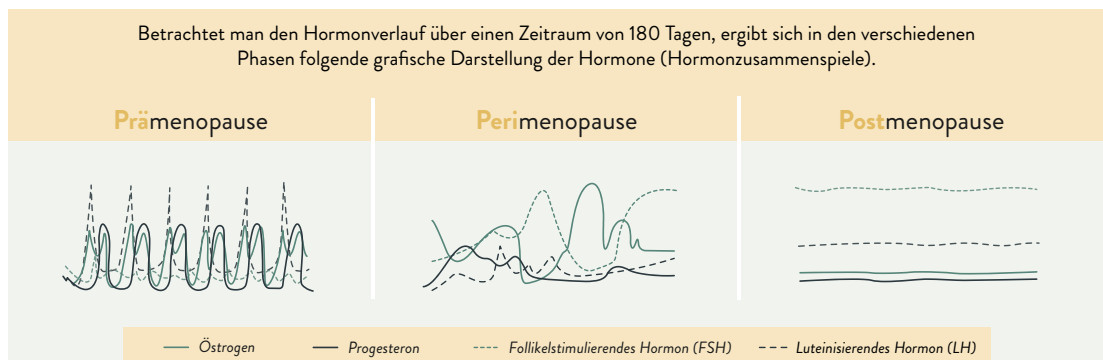 Betrachtet man den Hormonverlauf über einen Zeitraum von 180 Tagen, ergibt sich in den verschiedenen
Phasen folgende grafische Darstellung der Hormone (Hormonzusammenspiele).
Prämenopause
Perimenopause
Postmenopause
Östrogen
Progesteron
Follikelstimulierendes Hormon (FSH)
Luteinisierendes Hormon (LH)